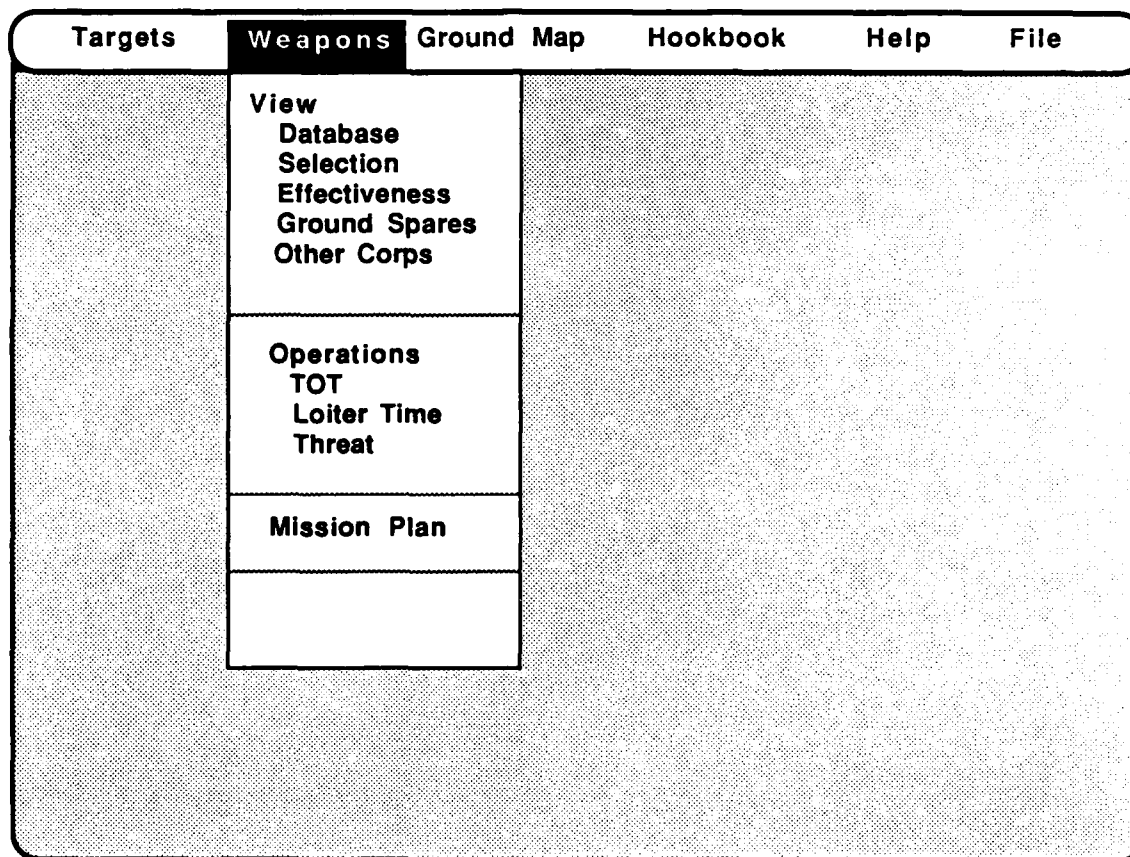 Targets Weapons Ground Map Hookbook Help File
View
Database
Selection
Effectiveness
Ground Spares
Other Corps
Operations
TOT
Loiter Time
Threat
Mission Plan